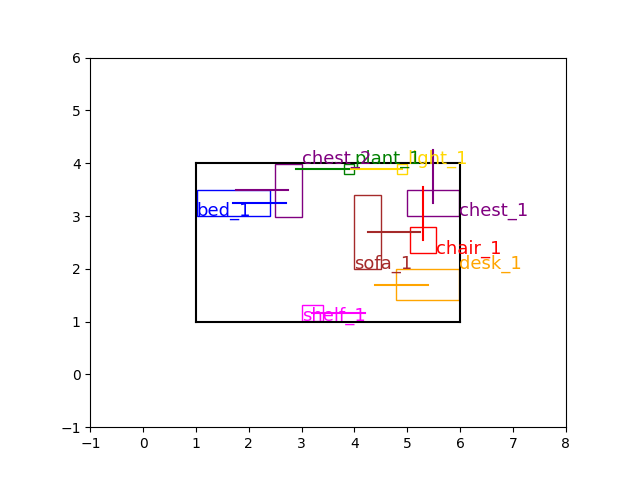 6
5
4
3
2
1
0
−1
chest_2
plant_1
light_1
bed_1
chest_1
chair_1
sofa_1
desk_1
shelf_1
−1 0 1 2 3 4 5 6 7 8